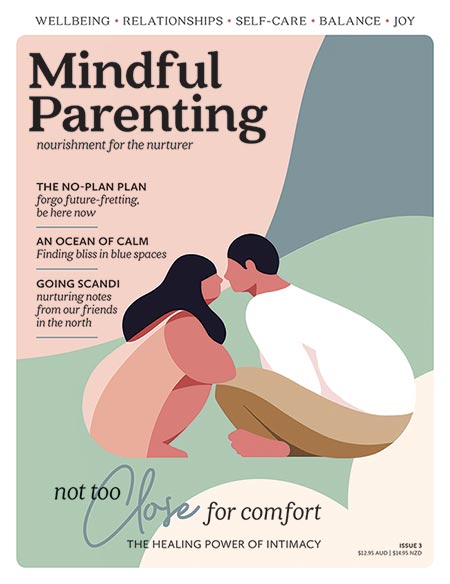 WELLBEING • RELATIONSHIPS • SELF-CARE • BALANCE • JOY
Mindful
Parenting
nourishment for the nurturer
THE NO-PLAN PLAN
forgo future-fretting,
be here now
AN OCEAN OF CALM
Finding bliss in blue spaces
GOING SCANDI
nurturing notes
from our friends
in the north
not too Close for comfort
THE HEALING POWER OF INTIMACY
ISSUE 3
$12.95 AUD | $14.95 NZD